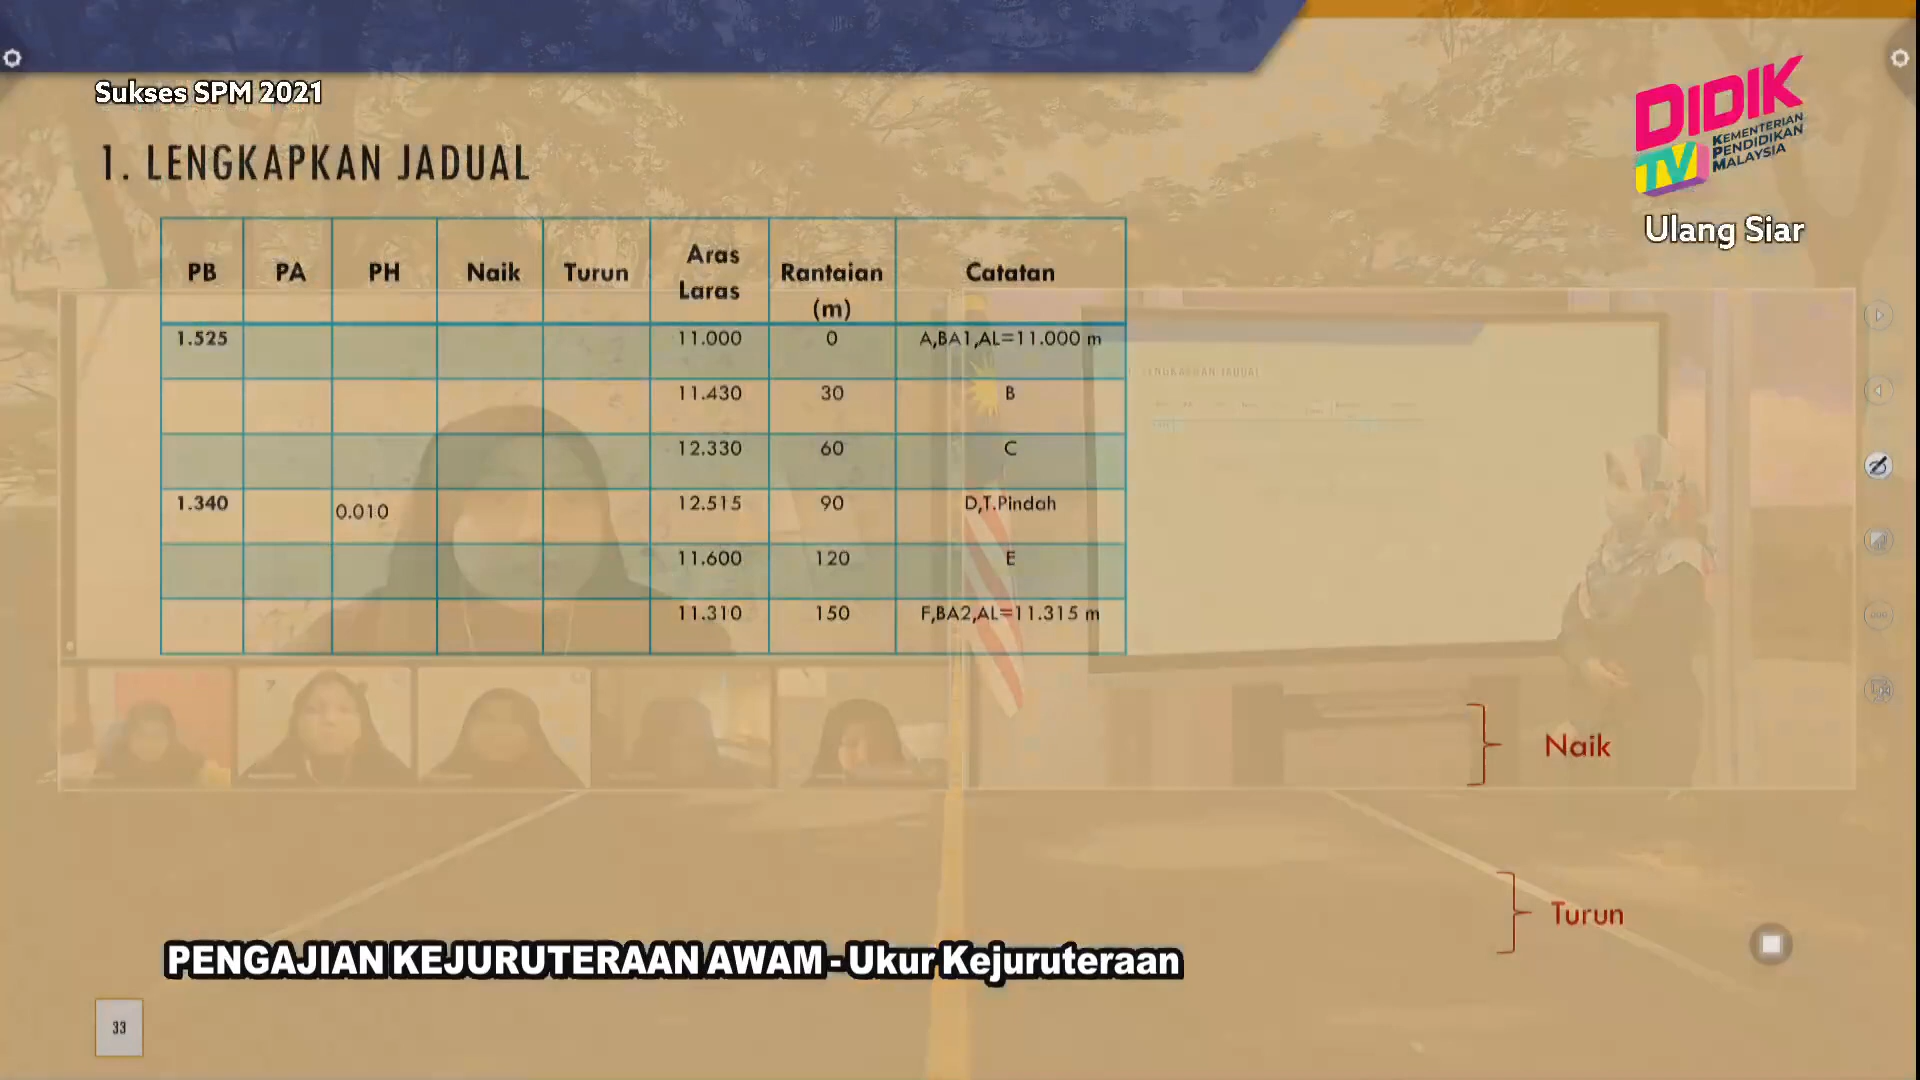 Sukses SPM 2021
DIDIK
TV
KEMENTERIAN
PENDIDIKAN
MALAYSIA
Ulang Siar
1. LENGKAPKAN JADUAL
PB PA PH Naik Turun Aras Laras Rantaian (m) Catatan
1.525 11.000 0 A,BA1,AL=11.000 m
11.430 30 B
12.330 60 C
1.340 0.010 12.515 90 D,T.Pindah
11.600 120 E
11.310 150 F,BA2,AL=11.315 m
LENGKAPKAN JADUAL
Naik
Turun
PENGAJIAN KEJURUTERAAN AWAM - Ukur Kejuruteraan
33